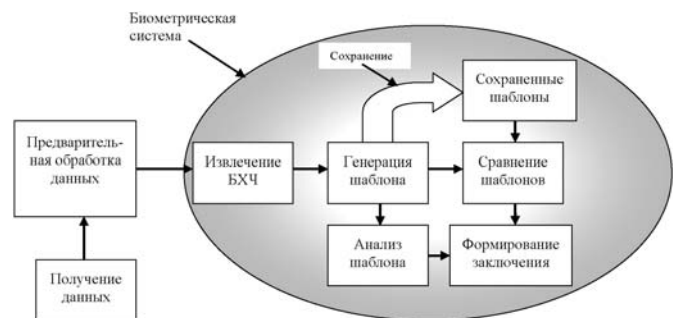 Биометрическая
система
Сохранение
Сохраненные
шаблоны
Предваритель-
ная обработка
данных
Извлечение
БХЧ
Генерация
шаблона
Сравнение
шаблонов
Получение
данных
Анализ
шаблона
Формирование
заключения